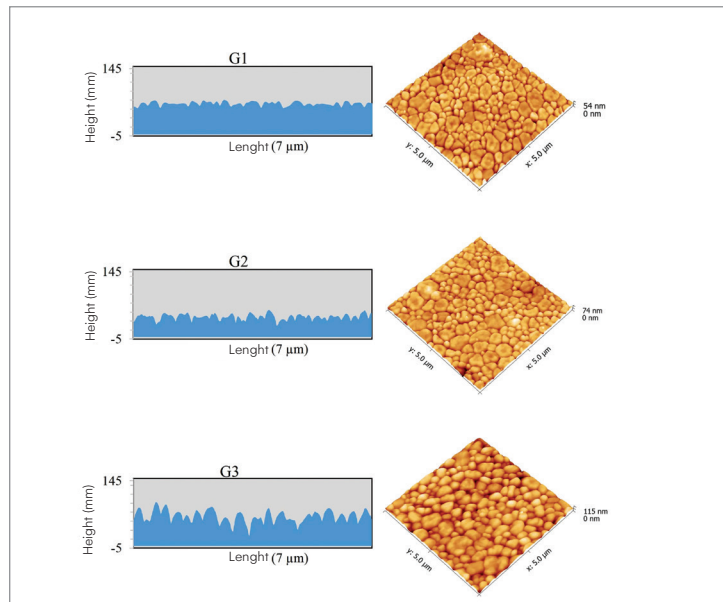 G1
145
Height (mm)
-5
Lenght (7 µm)
54 nm
0 nm
y: 5.0 µm
x: 5.0 µm
G2
145
Height (mm)
-5
Lenght (7 µm)
74 nm
0 nm
y: 5.0 µm
x: 5.0 µm
G3
145
Height (mm)
-5
Lenght (7 µm)
115 nm
0 nm
y: 5.0 µm
x: 5.0 µm